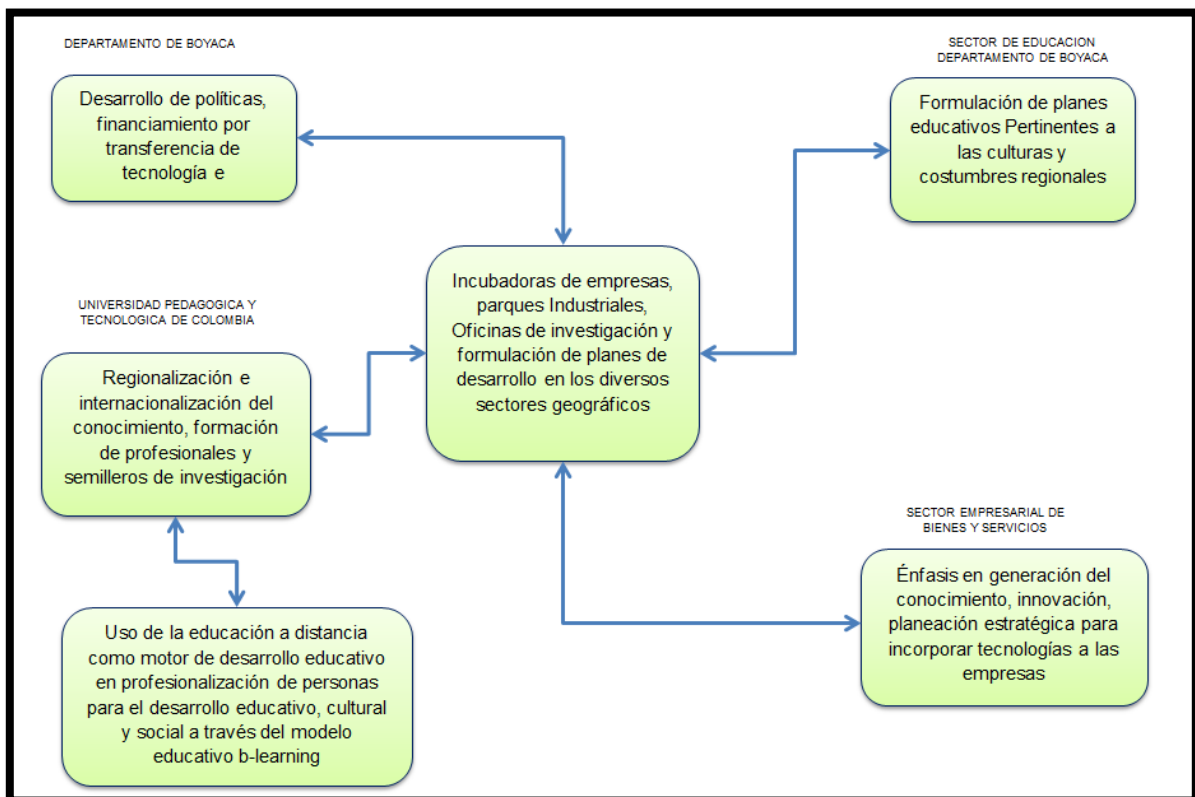 DEPARTAMENTO DE BOYACA
Desarrollo de políticas,
financiamiento por
transferencia de
tecnología e
SECTOR DE EDUCACION
DEPARTAMENTO DE BOYACA
Formulación de planes
educativos Pertinentes a
las culturas y
costumbres regionales
Incubadoras de empresas,
parques Industriales,
Oficinas de investigación y
formulación de planes de
desarrollo en los diversos
sectores geográficos
UNIVERSIDAD PEDAGOGICA Y
TECNOLOGICA DE COLOMBIA
Regionalización e
internacionalización del
conocimiento, formación
de profesionales y
semilleros de investigación
SECTOR EMPRESARIAL DE
BIENES Y SERVICIOS
Énfasis en generación del
conocimiento, innovación,
planeación estratégica para
incorporar tecnologías a las
empresas
Uso de la educación a distancia
como motor de desarrollo educativo
en profesionalización de personas
para el desarrollo educativo, cultural
y social a través del modelo
educativo b-learning